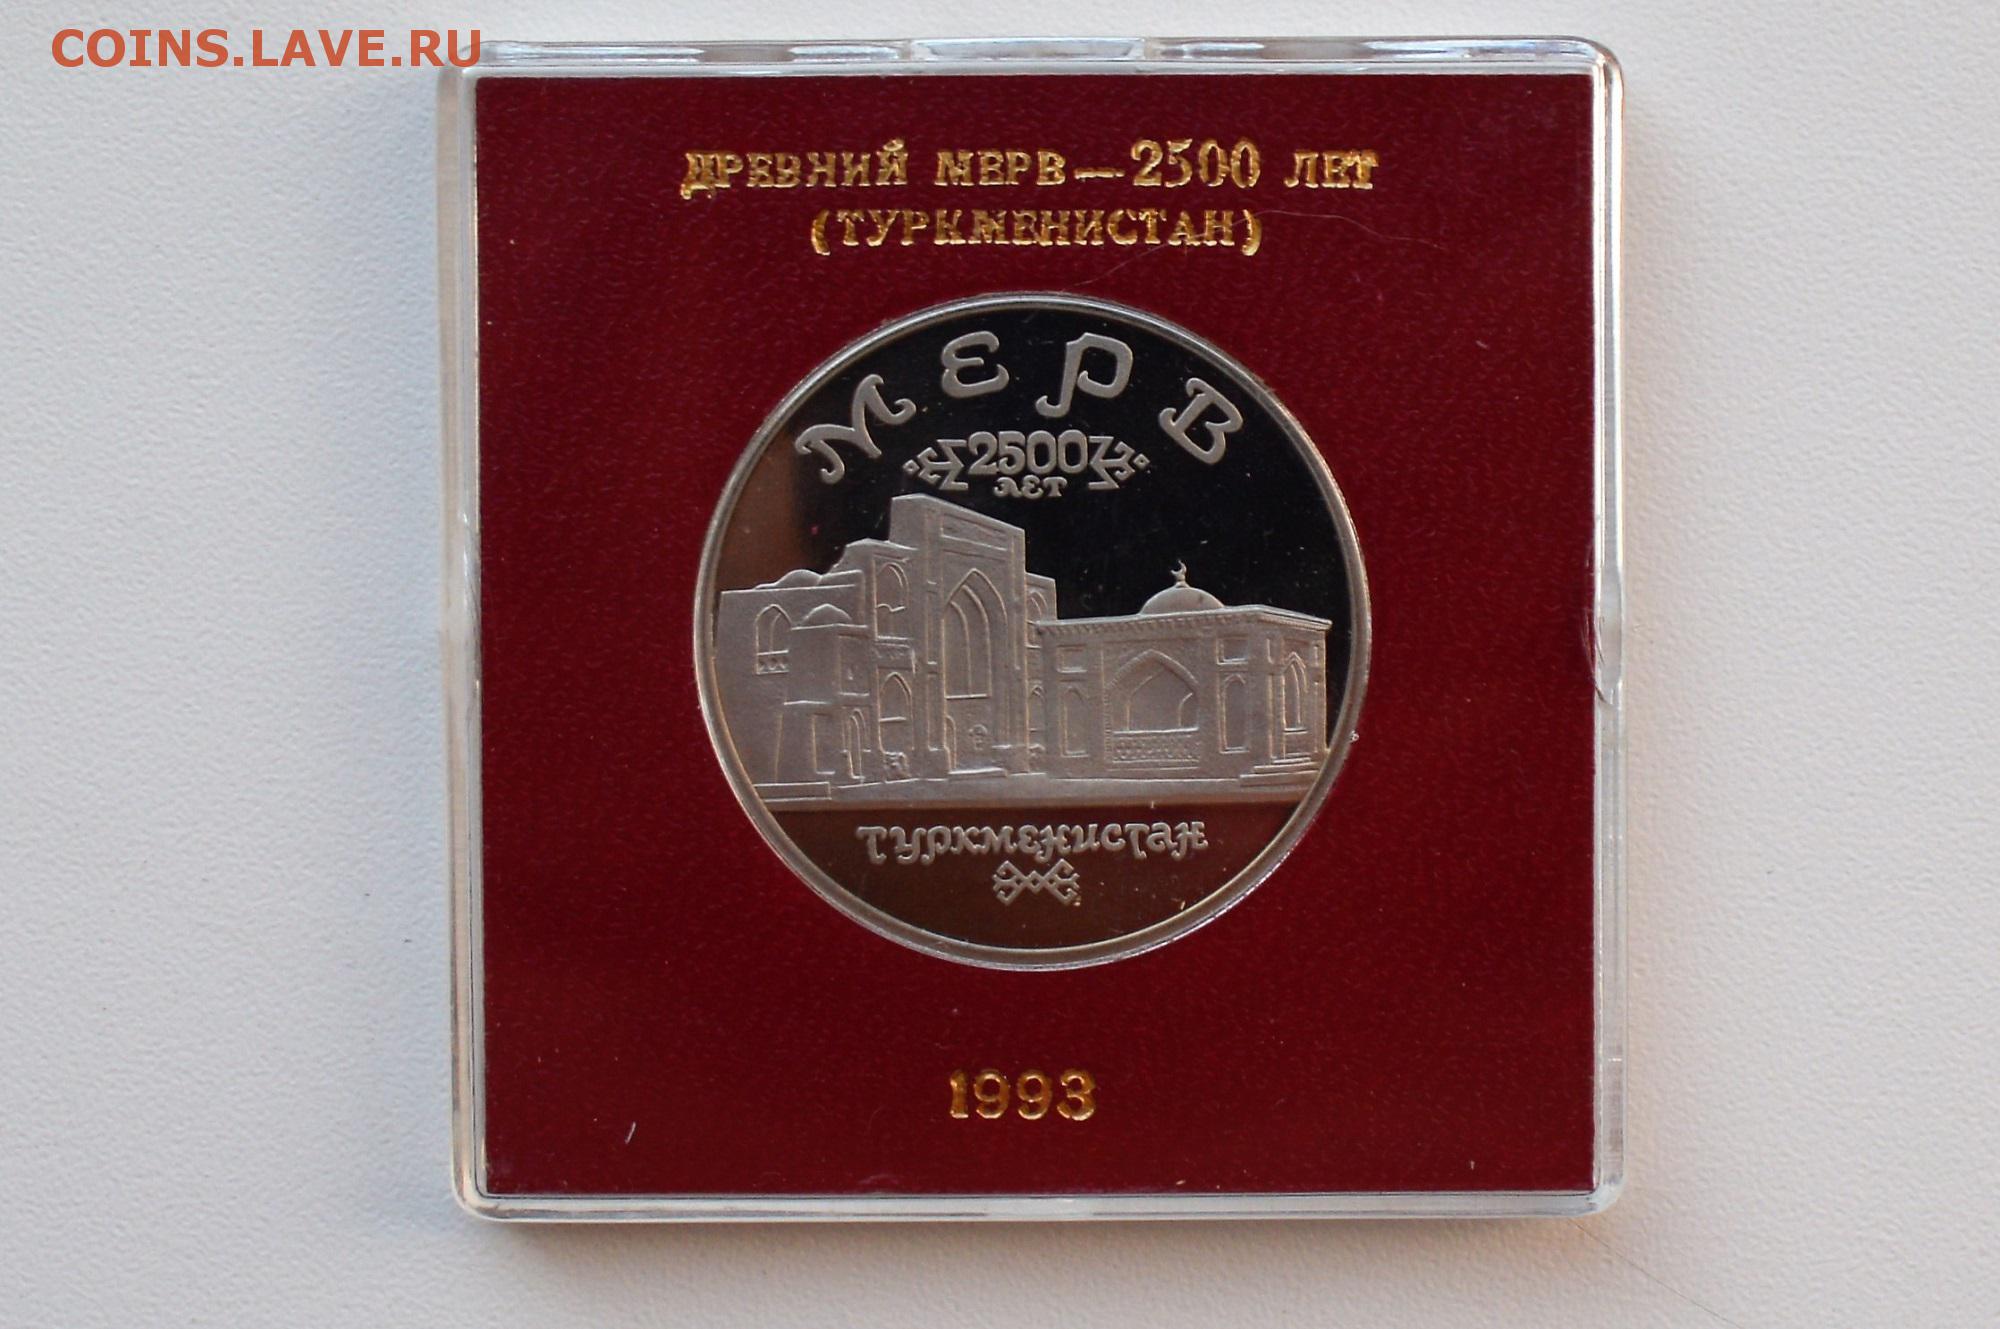 COINS.LAVE.RU
ДРЕВНИЙ МЕРВ — 2500 ЛЕТ
(ТУРКМЕНИСТАН)
МЕРВ
2500
ЛЕТ
ТУРКМЕНИСТАН
1993